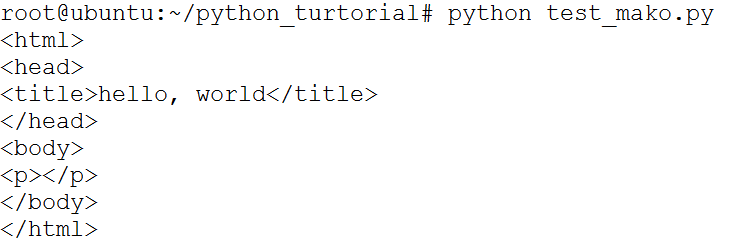 root@ubuntu:~/python_turtorial# python test_mako.py
<html>
<head>
<title>hello, world</title>
</head>
<body>
<p></p>
</body>
</html>